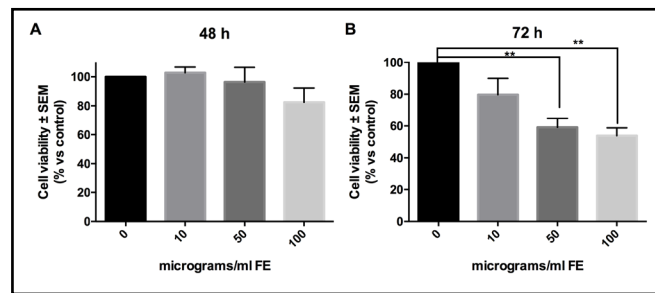 A
48 h
Cell viability ± SEM
(% vs control)
100
80
60
40
20
0
0
10
50
100
micrograms/ml FE
B
72 h
**
**
Cell viability ± SEM
(% vs control)
100
80
60
40
20
0
0
10
50
100
micrograms/ml FE